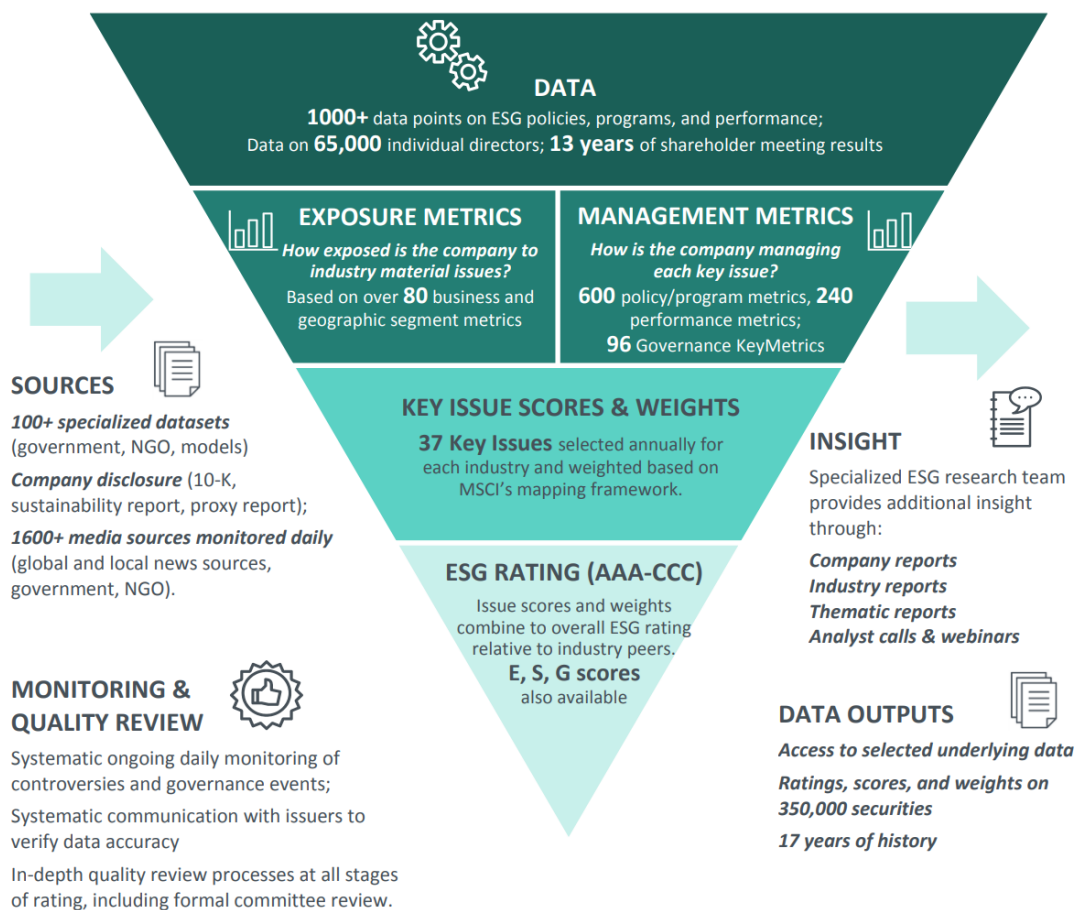 DATA
1000+ data points on ESG policies, programs, and performance;
Data on 65,000 individual directors; 13 years of shareholder meeting results
EXPOSURE METRICS
How exposed is the company to
industry material issues?
Based on over 80 business and
geographic segment metrics
MANAGEMENT METRICS
How is the company managing
each key issue?
600 policy/program metrics, 240
performance metrics;
96 Governance KeyMetrics
KEY ISSUE SCORES & WEIGHTS
37 Key Issues selected annually for
each industry and weighted based on
MSCI's mapping framework.
ESG RATING (AAA-CCC)
Issue scores and weights
combine to overall ESG rating
relative to industry peers.
E, S, G scores
also available
SOURCES
100+ specialized datasets
(government, NGO, models)
Company disclosure (10-K,
sustainability report, proxy report);
1600+ media sources monitored daily
(global and local news sources,
government, NGO).
MONITORING &
QUALITY REVIEW
Systematic ongoing daily monitoring of
controversies and governance events;
Systematic communication with issuers to
verify data accuracy
In-depth quality review processes at all stages
of rating, including formal committee review.
INSIGHT
Specialized ESG research team
provides additional insight
through:
Company reports
Industry reports
Thematic reports
Analyst calls & webinars
DATA OUTPUTS
Access to selected underlying data
Ratings, scores, and weights on
350,000 securities
17 years of history